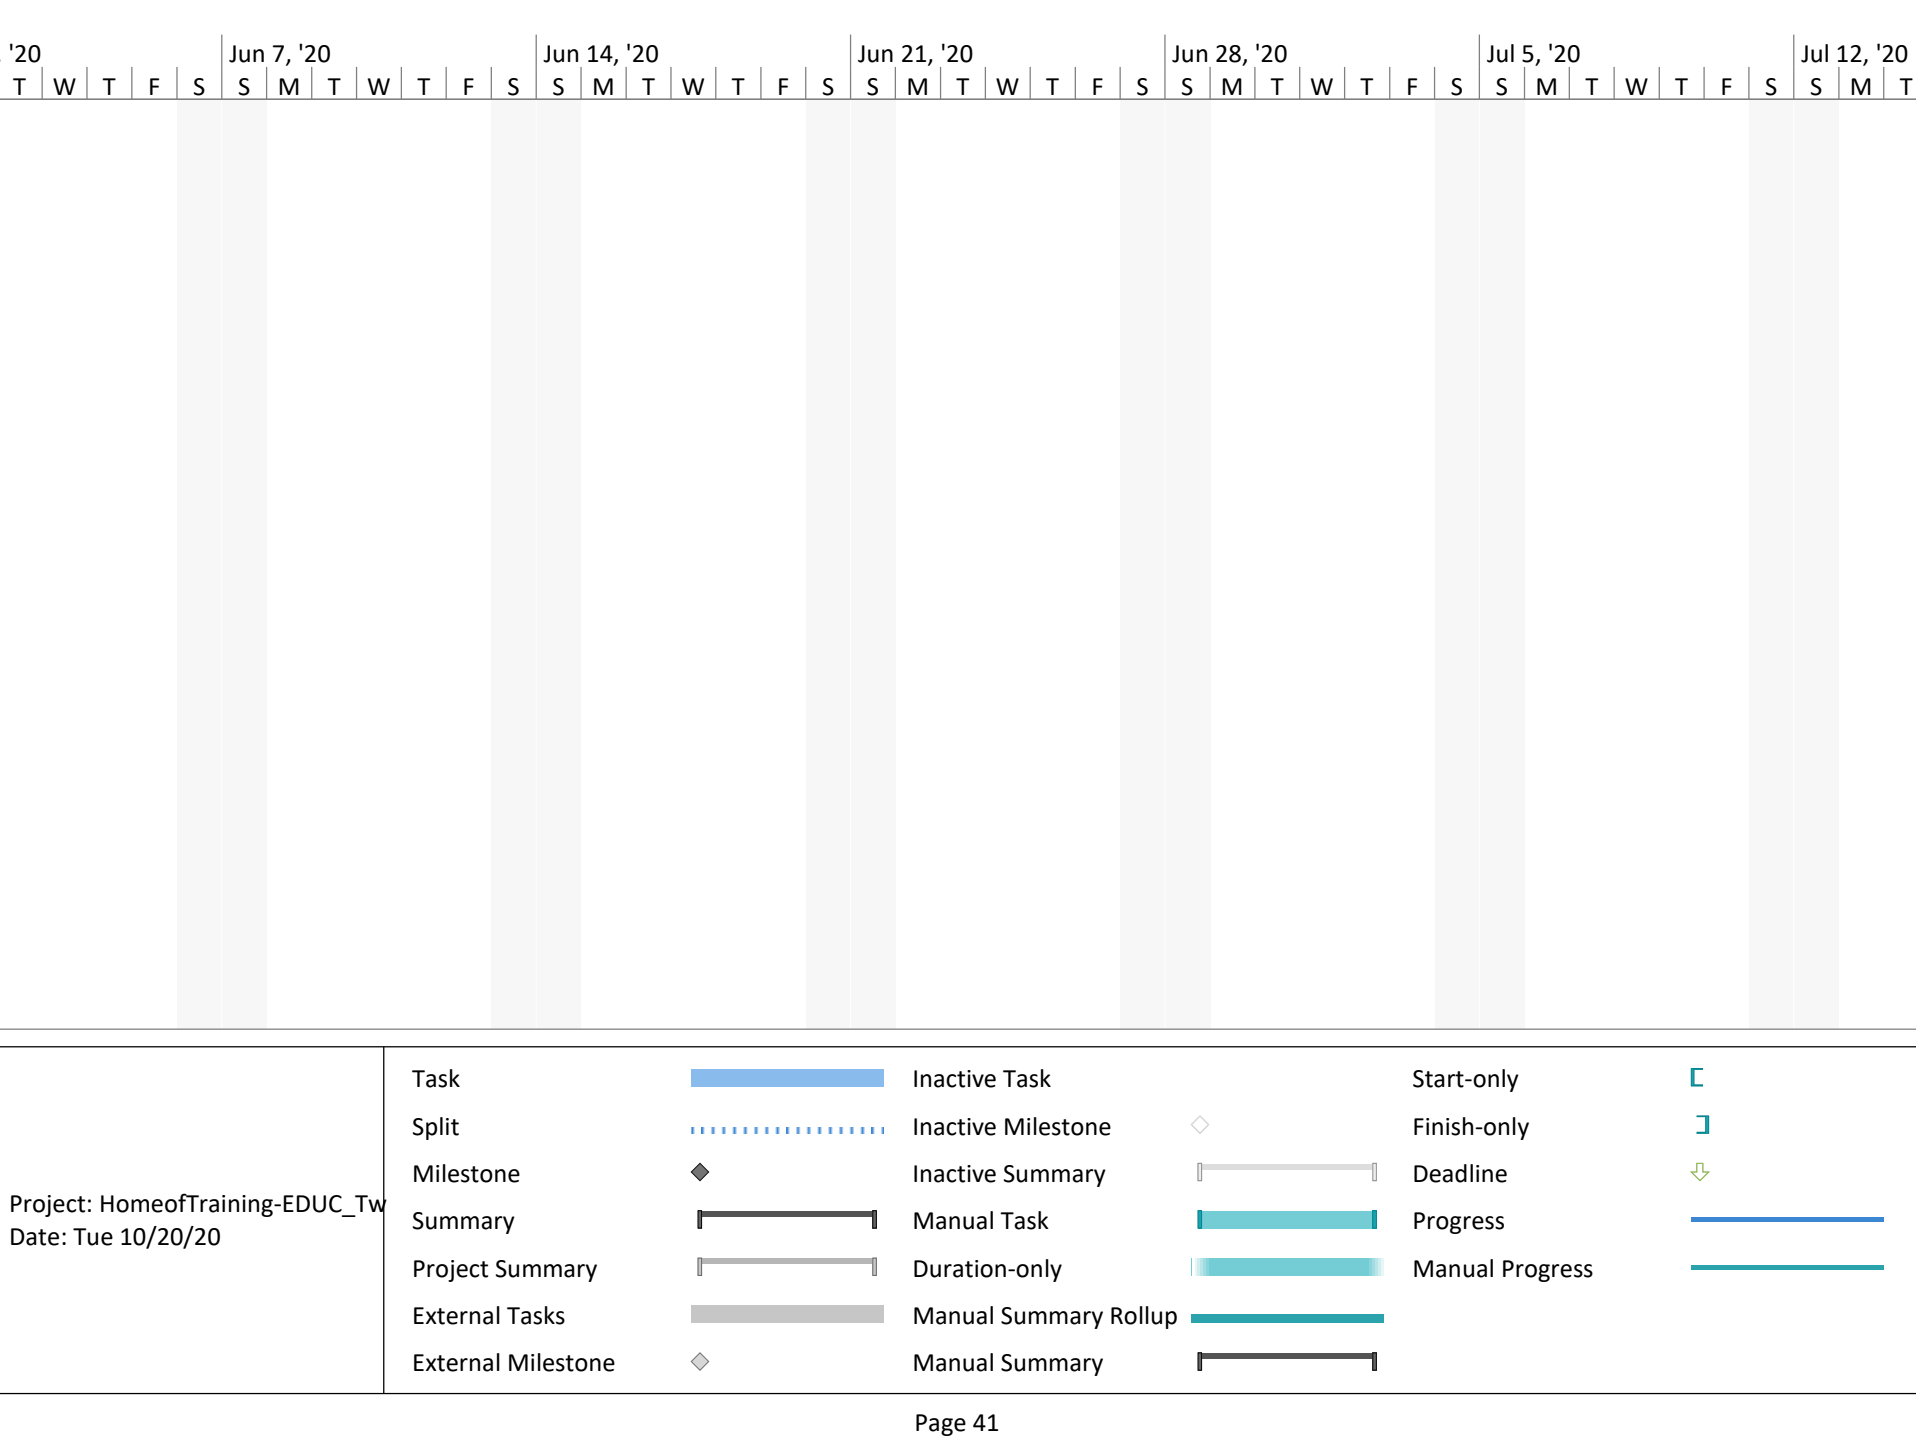 '20 Jun 7, '20 Jun 14, '20 Jun 21, '20 Jun 28, '20 Jul 5, '20 Jul 12, '20
T W T F S S M T W T F S S M T W T F S S M T W T F S S M T W T F S S M T W T F S S M T
Project: HomeofTraining-EDUC_Tw
Date: Tue 10/20/20
Task
Split
Milestone
Summary
Project Summary
External Tasks
External Milestone
Inactive Task
Inactive Milestone
Inactive Summary
Manual Task
Duration-only
Manual Summary Rollup
Manual Summary
Start-only
Finish-only
Deadline
Progress
Manual Progress
Page 41